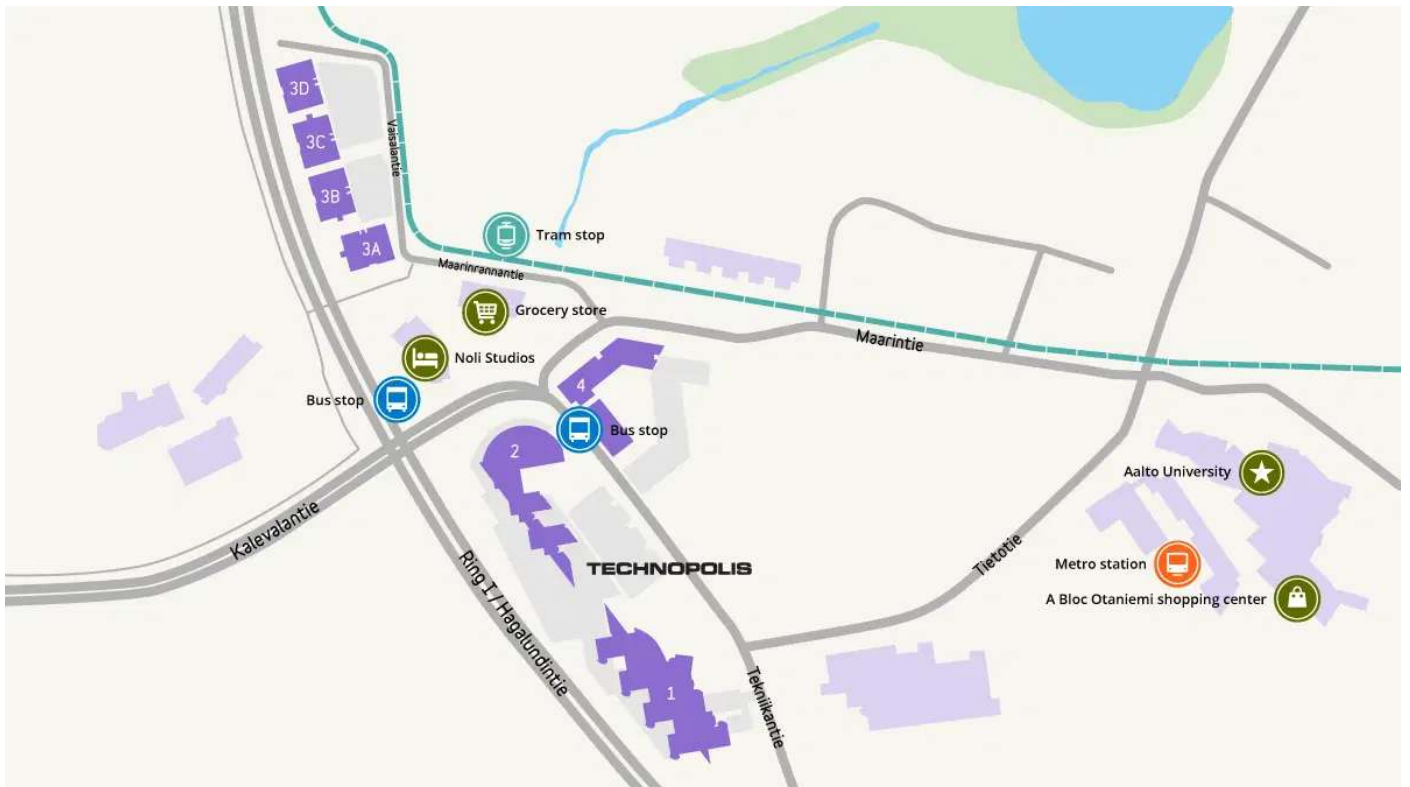 3D
3C
Vaisalantie
3B
3A
Tram stop
Maarinrannantie
Grocery store
Maarintie
Noli Studios
4
Bus stop
Bus stop
2
Aalto University
Kalevalantie
Ring I / Hagalundintie
TECHNOPOLIS
Tietotie
Metro station
A Bloc Otaniemi shopping center
1
Tekniikantie